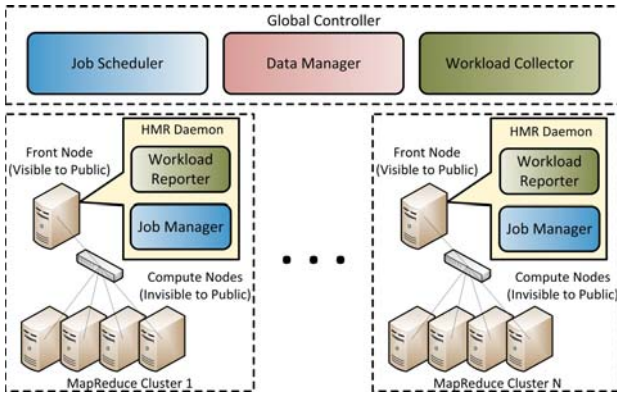 Global Controller
Job Scheduler
Data Manager
Workload Collector
HMR Daemon
Front Node
(Visible to Public)
Workload
Reporter
Job Manager
Compute Nodes
(Invisible to Public)
MapReduce Cluster 1
HMR Daemon
Front Node
(Visible to Public)
Workload
Reporter
Job Manager
Compute Nodes
(Invisible to Public)
MapReduce Cluster N